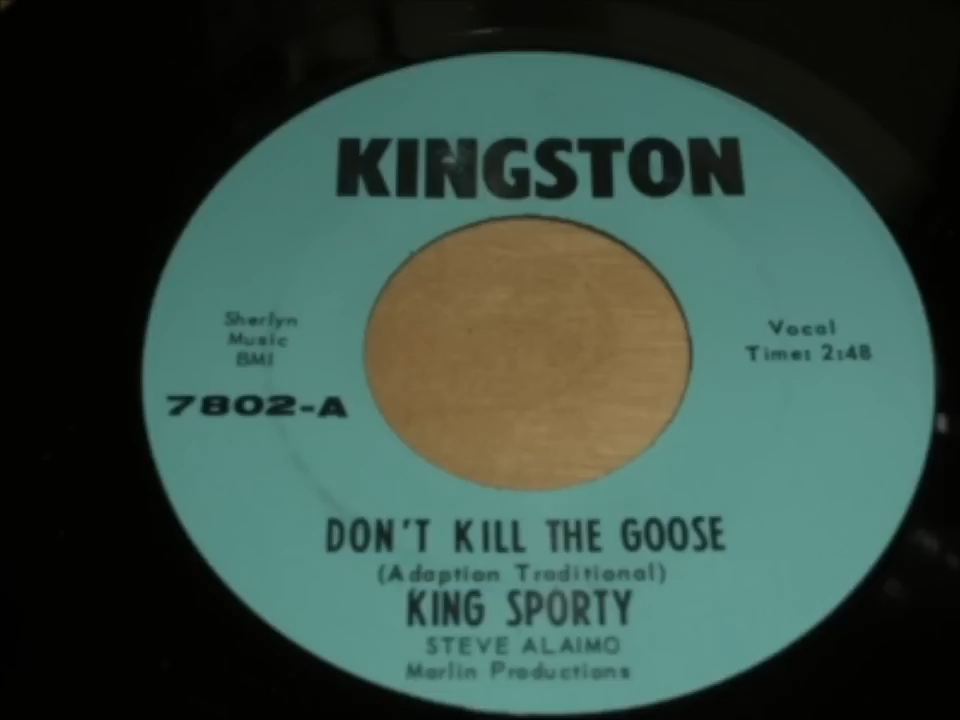 KINGSTON
Sherlyn
Music
BMI
7802-A
Vocal
Time: 2:48
DON'T KILL THE GOOSE
(Adaption Traditional)
KING SPORTY
STEVE ALAIMO
Marlin Productions